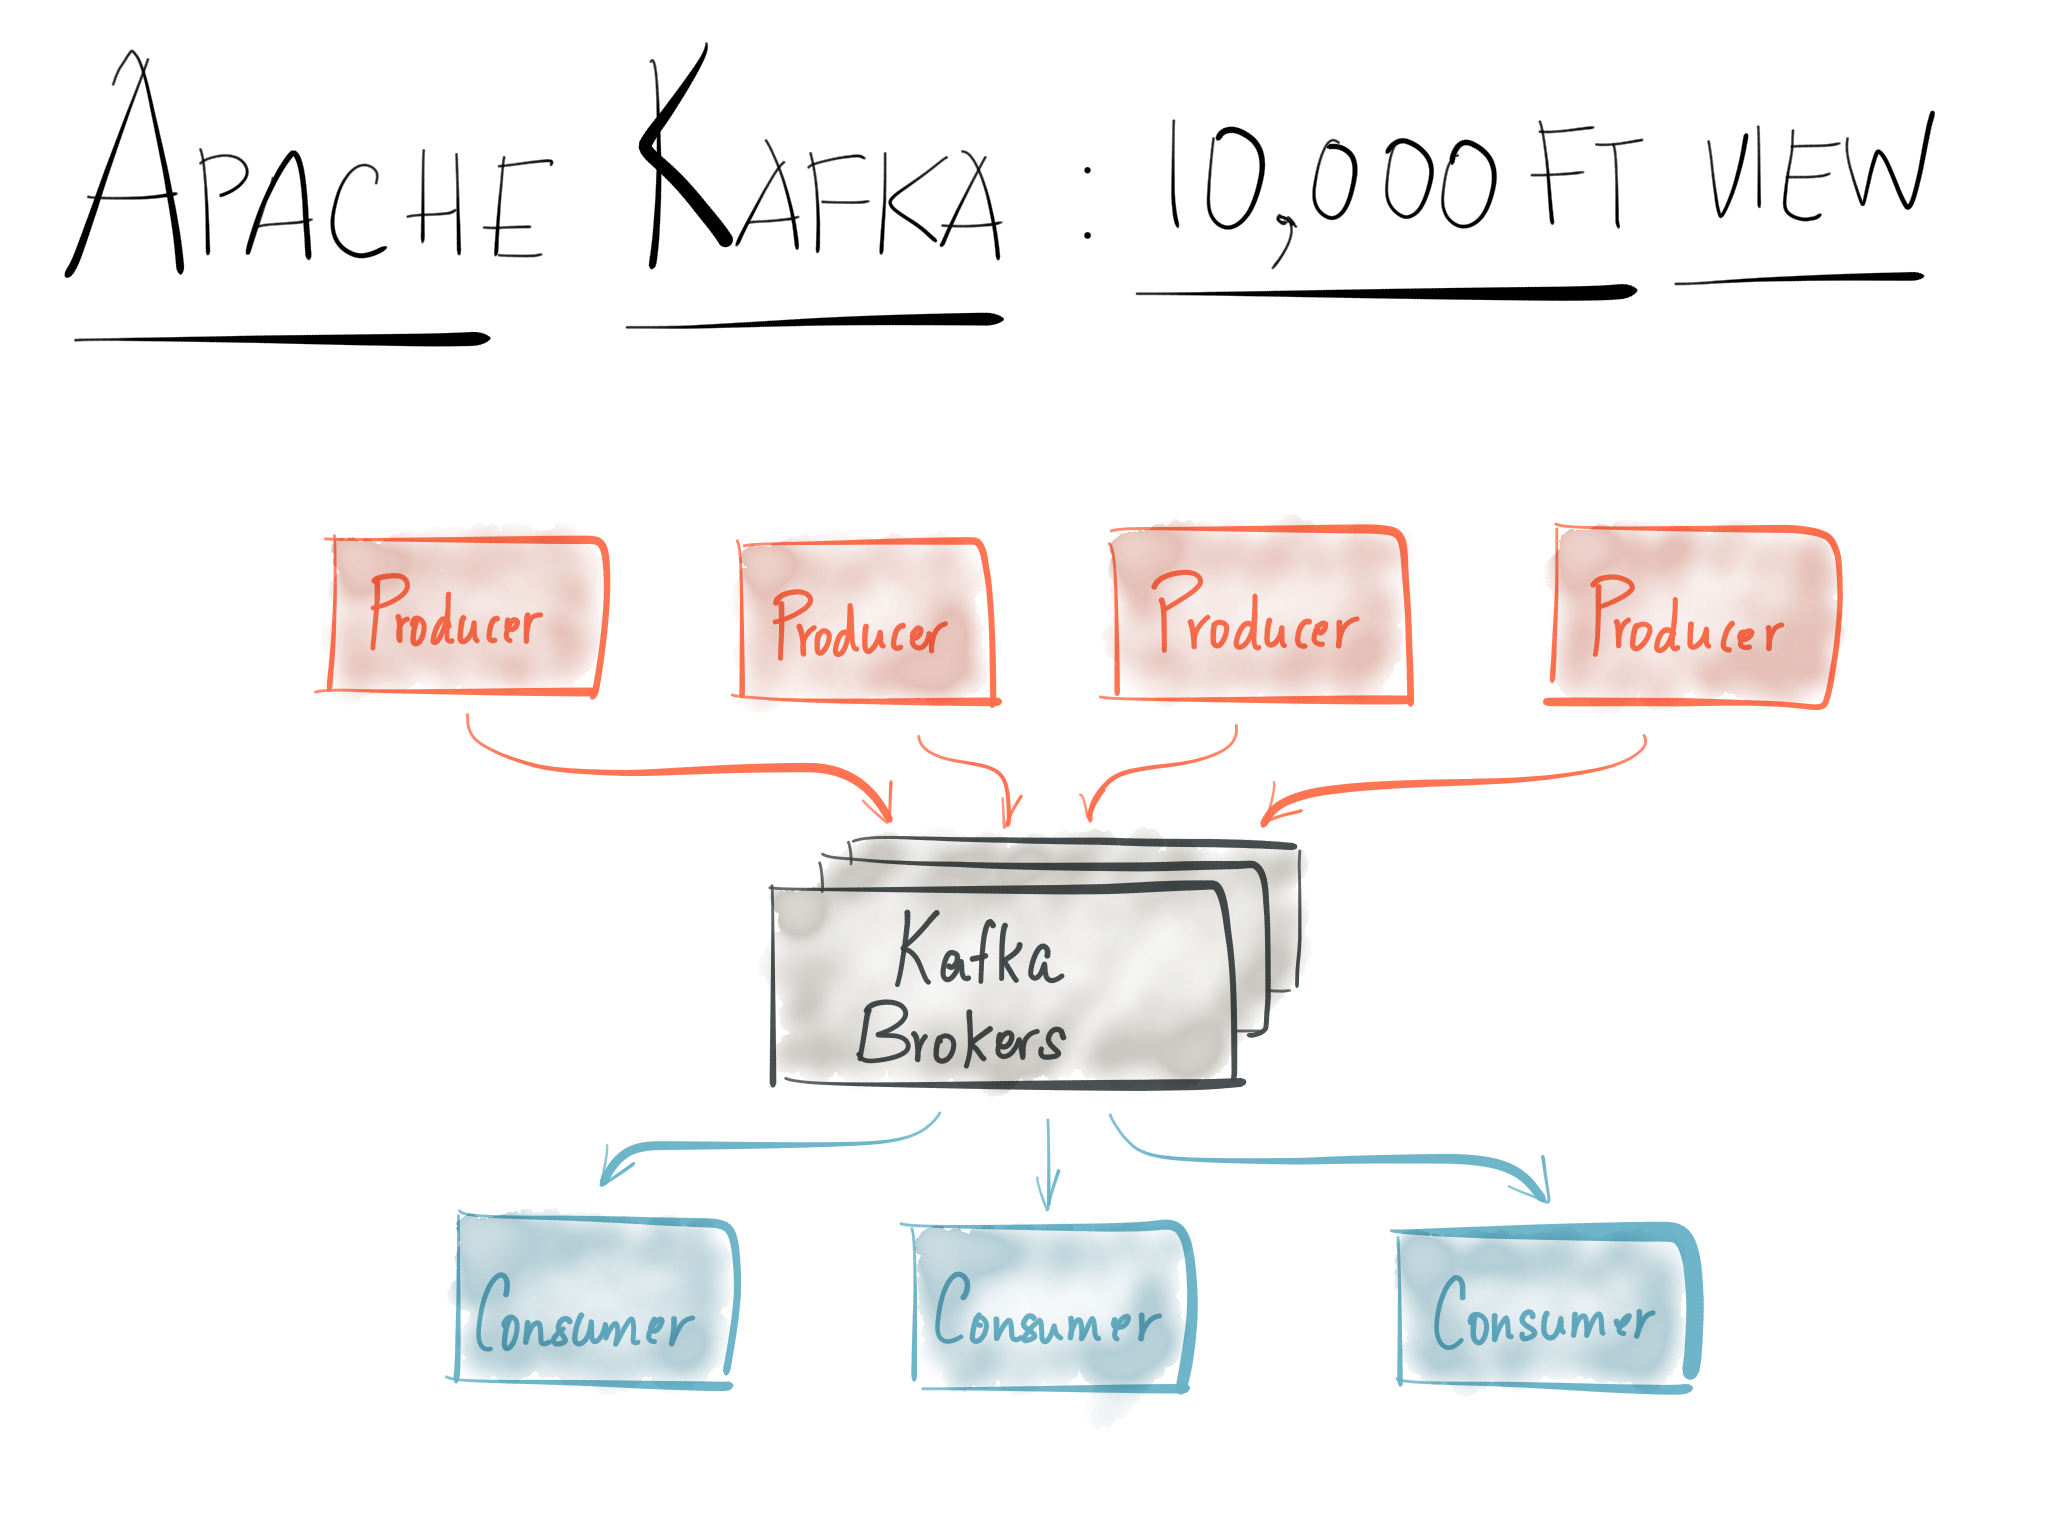 APACHE KAFKA : 10,000 FT VIEW
Producer
Producer
Producer
Producer
Kafka
Brokers
Consumer
Consumer
Consumer